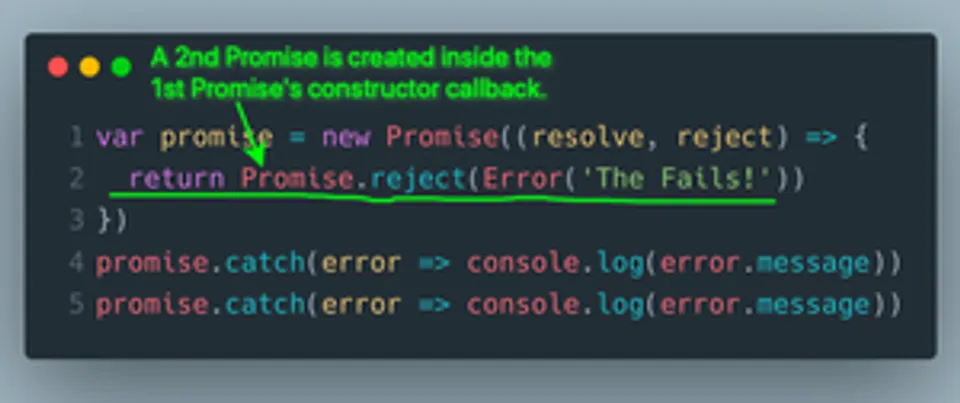 A 2nd Promise is created inside the
1st Promise's constructor callback.
1 var promise = new Promise((resolve, reject) => {
2   return Promise.reject(Error('The Fails!'))
3 })
4 promise.catch(error => console.log(error.message))
5 promise.catch(error => console.log(error.message))